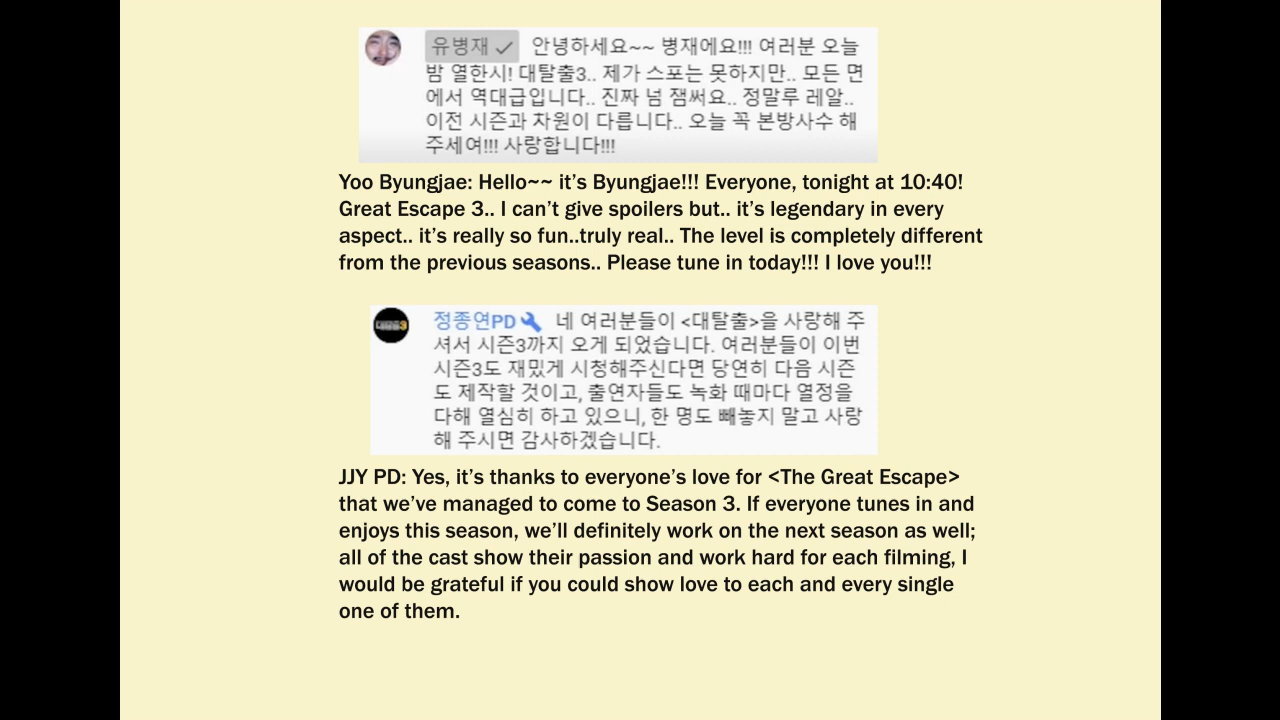 유병재 ✓ 안녕하세요~~ 병재에요!!! 여러분 오늘
밤 열한시! 대탈출3.. 제가 스포는 못하지만.. 모든 면
에서 역대급입니다.. 진짜 넘 잼써요.. 정말루 레알..
이전 시즌과 차원이 다릅니다.. 오늘 꼭 본방사수 해
주세여!!! 사랑합니다!!!
Yoo Byungjae: Hello~~ it’s Byungjae!!! Everyone, tonight at 10:40!
Great Escape 3.. I can’t give spoilers but.. it’s legendary in every
aspect.. it’s really so fun..truly real.. The level is completely different
from the previous seasons.. Please tune in today!!! I love you!!!
대탈출3
정종연PD 네 여러분들이 <대탈출>을 사랑해 주
셔서 시즌3까지 오게 되었습니다. 여러분들이 이번
시즌3도 재밌게 시청해주신다면 당연히 다음 시즌
도 제작할 것이고, 출연자들도 녹화 때마다 열정을
다해 열심히 하고 있으니, 한 명도 빼놓지 말고 사랑
해 주시면 감사하겠습니다.
JJY PD: Yes, it’s thanks to everyone’s love for <The Great Escape>
that we’ve managed to come to Season 3. If everyone tunes in and
enjoys this season, we’ll definitely work on the next season as well;
all of the cast show their passion and work hard for each filming, I
would be grateful if you could show love to each and every single
one of them.